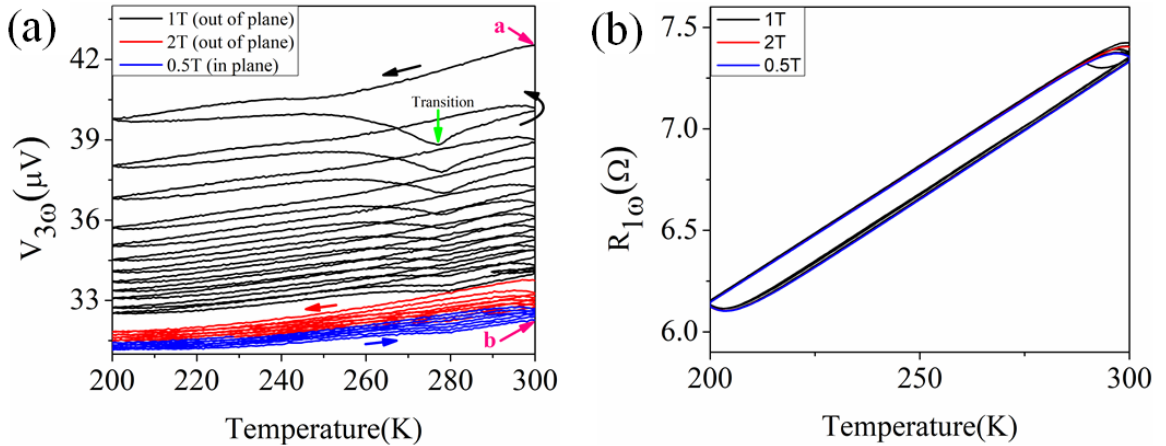 (a)
1T (out of plane)
2T (out of plane)
0.5T (in plane)
a
Transition
b
42
39
36
33
V3ω(μV)
200 220 240 260 280 300
Temperature(K)
(b)
1T
2T
0.5T
7.5
7.0
6.5
6.0
R1ω(Ω)
200 250 300
Temperature(K)